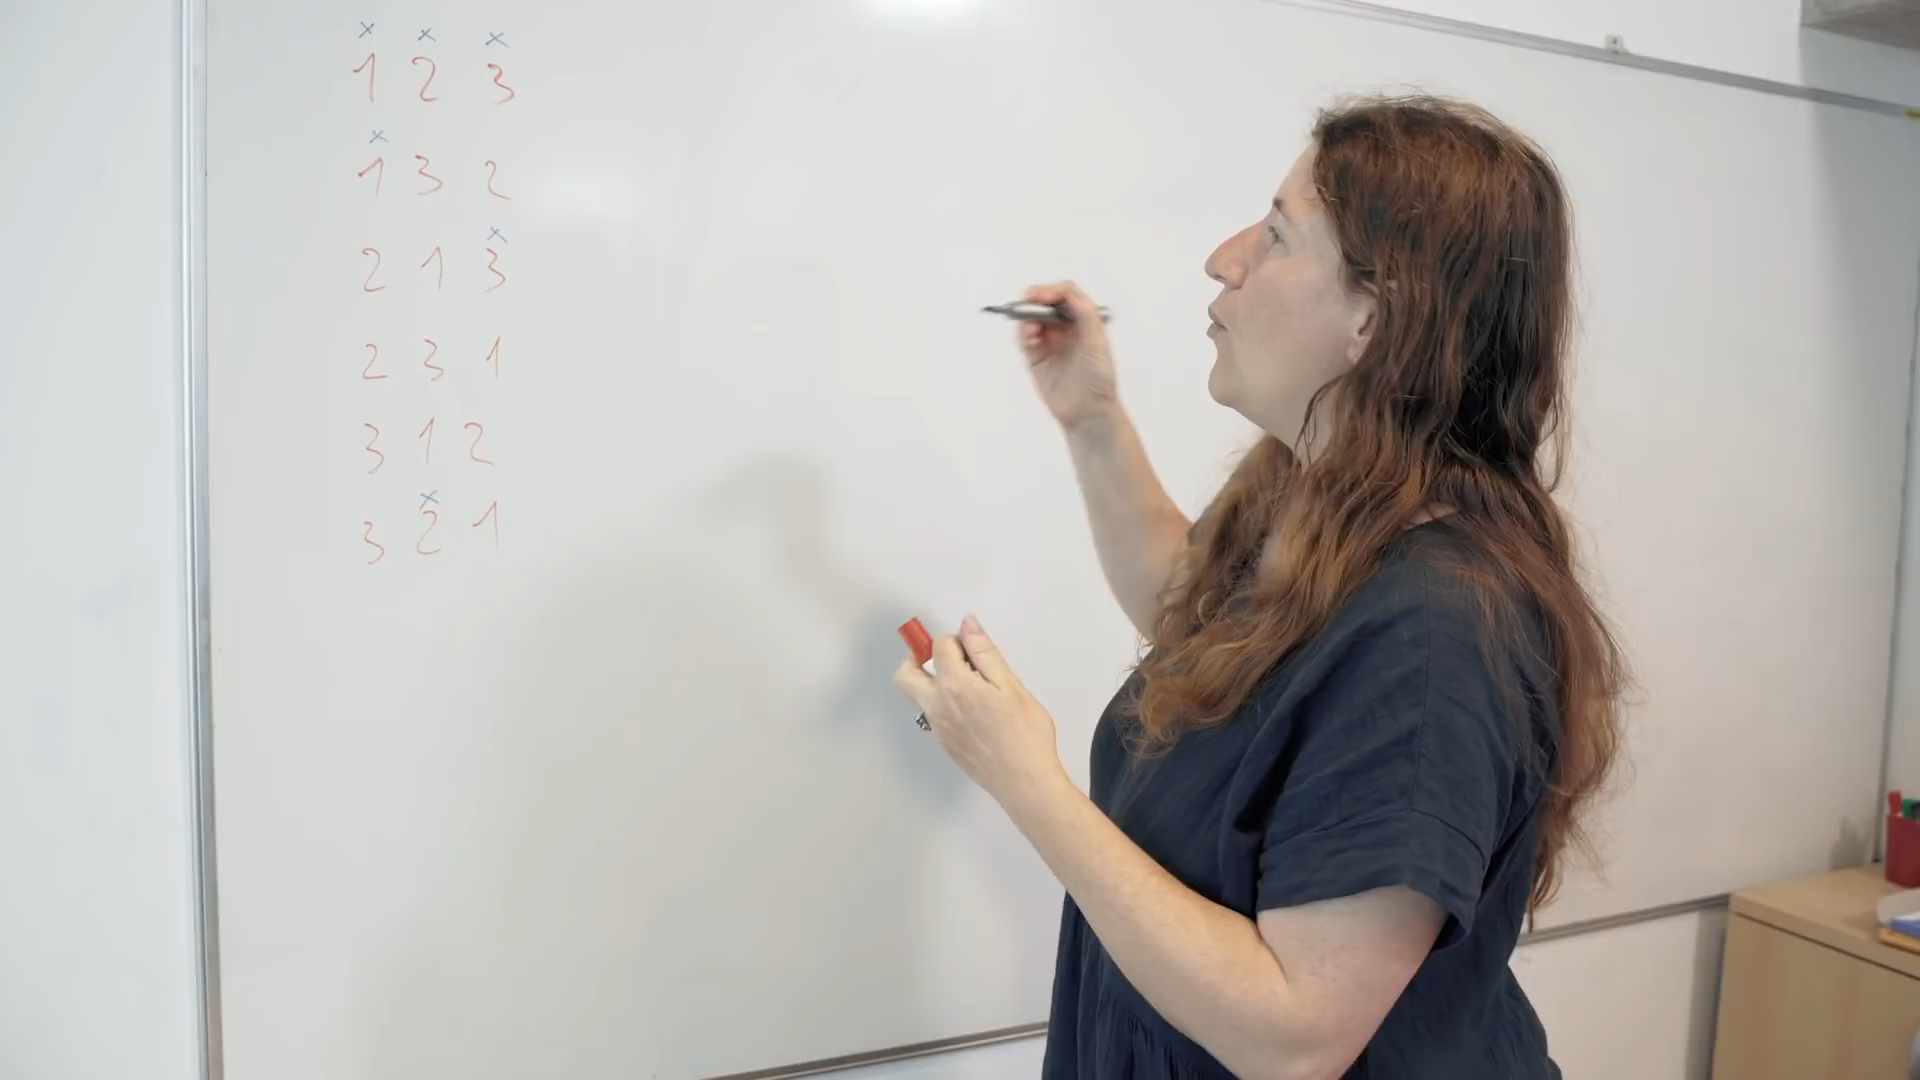 x x x
1 2 3
x
1 3 2
x
2 1 3
2 3 1
3 1 2
x
3 2 1